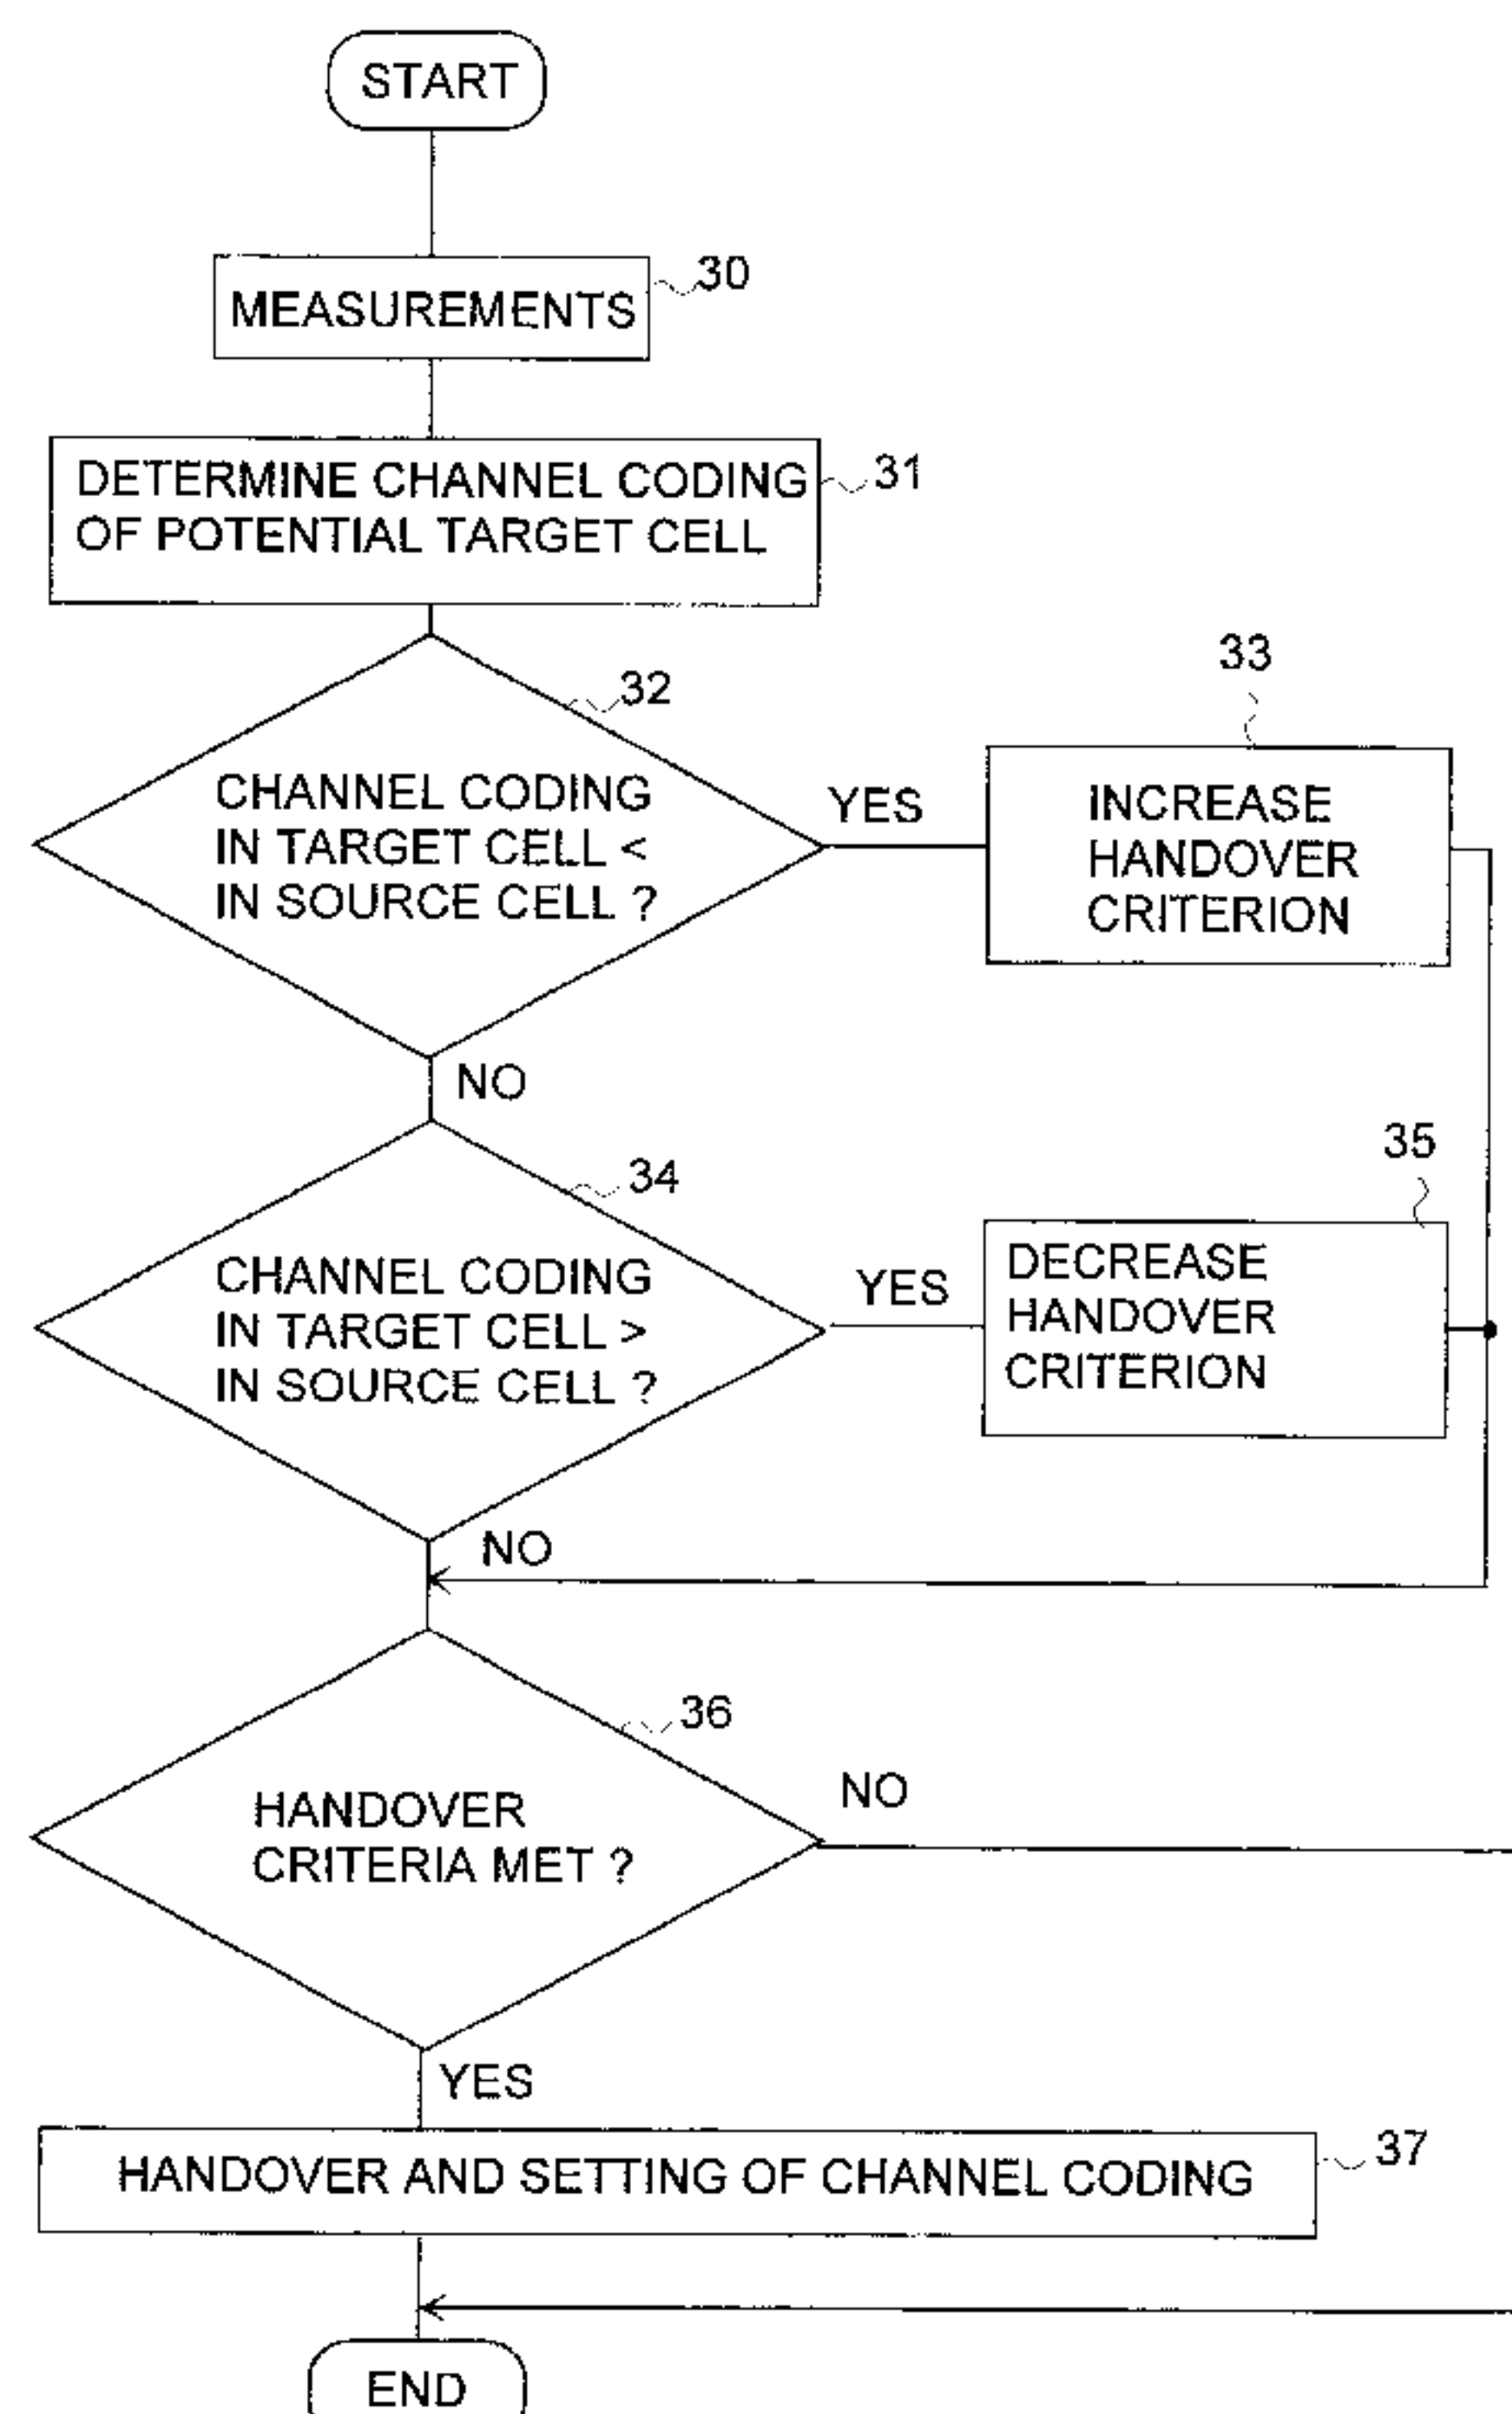 START
MEASUREMENTS
30
DETERMINE CHANNEL CODING
OF POTENTIAL TARGET CELL
31
32
CHANNEL CODING
IN TARGET CELL <
IN SOURCE CELL ?
YES
33
INCREASE
HANDOVER
CRITERION
NO
34
CHANNEL CODING
IN TARGET CELL >
IN SOURCE CELL ?
YES
35
DECREASE
HANDOVER
CRITERION
NO
36
HANDOVER
CRITERIA MET ?
NO
YES
HANDOVER AND SETTING OF CHANNEL CODING
37
END